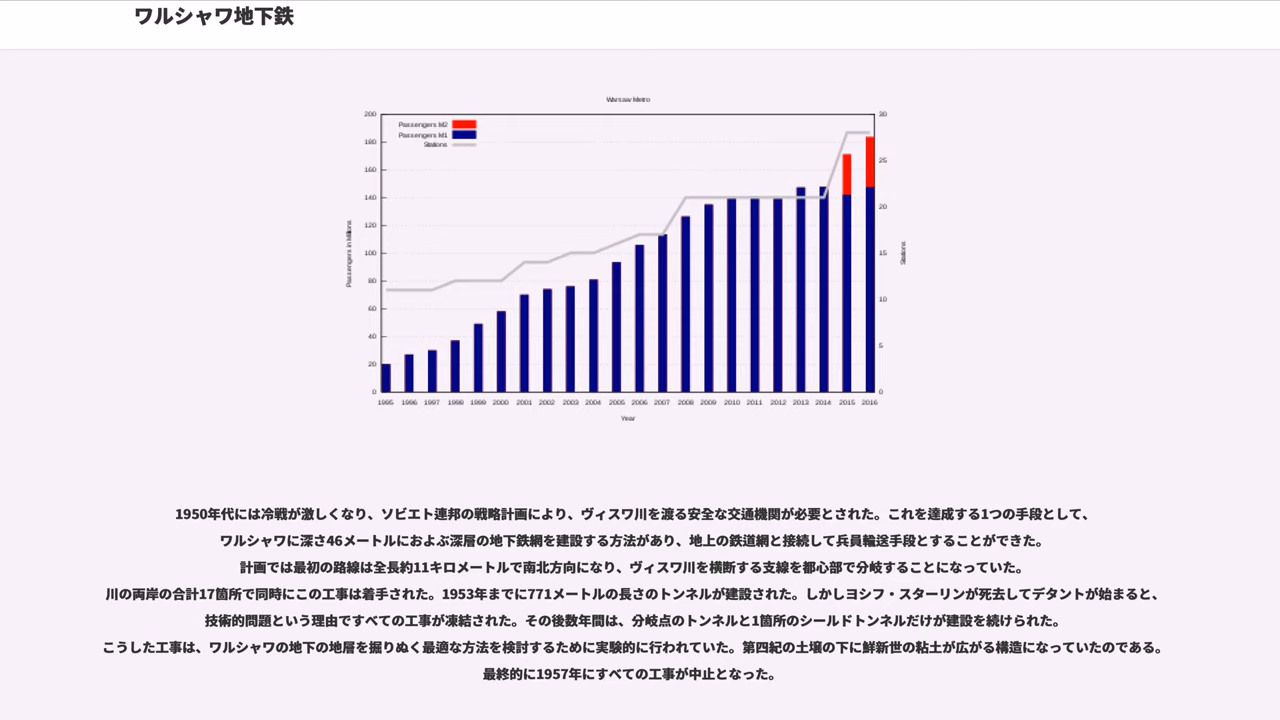 ワルシャワ地下鉄
Warsaw Metro
Passengers M2
Passengers M1
Stations
200
180
160
140
120
100
80
60
40
20
0
30
25
20
15
10
5
0
Passengers in Millions
Stations
1995 1996 1997 1998 1999 2000 2001 2002 2003 2004 2005 2006 2007 2008 2009 2010 2011 2012 2013 2014 2015 2016
Year
1950年代には冷戦が激しくなり、ソビエト連邦の戦略計画により、ヴィスワ川を渡る安全な交通機関が必要とされた。これを達成する1つの手段として、
ワルシャワに深さ46メートルにおよぶ深層の地下鉄網を建設する方法があり、地上の鉄道網と接続して兵員輸送手段とすることができた。
計画では最初の路線は全長約11キロメートルで南北方向になり、ヴィスワ川を横断する支線を都心部で分岐することになっていた。
川の両岸の合計17箇所で同時にこの工事は着手された。1953年までに771メートルの長さのトンネルが建設された。しかしヨシフ・スターリンが死去してデタントが始まると、
技術的問題という理由ですべての工事が凍結された。その後数年間は、分岐点のトンネルと1箇所のシールドトンネルだけが建設を続けられた。
こうした工事は、ワルシャワの地下の地層を掘りぬく最適な方法を検討するために実験的に行われていた。第四紀の土壌の下に鮮新世の粘土が広がる構造になっていたのである。
最終的に1957年にすべての工事が中止となった。